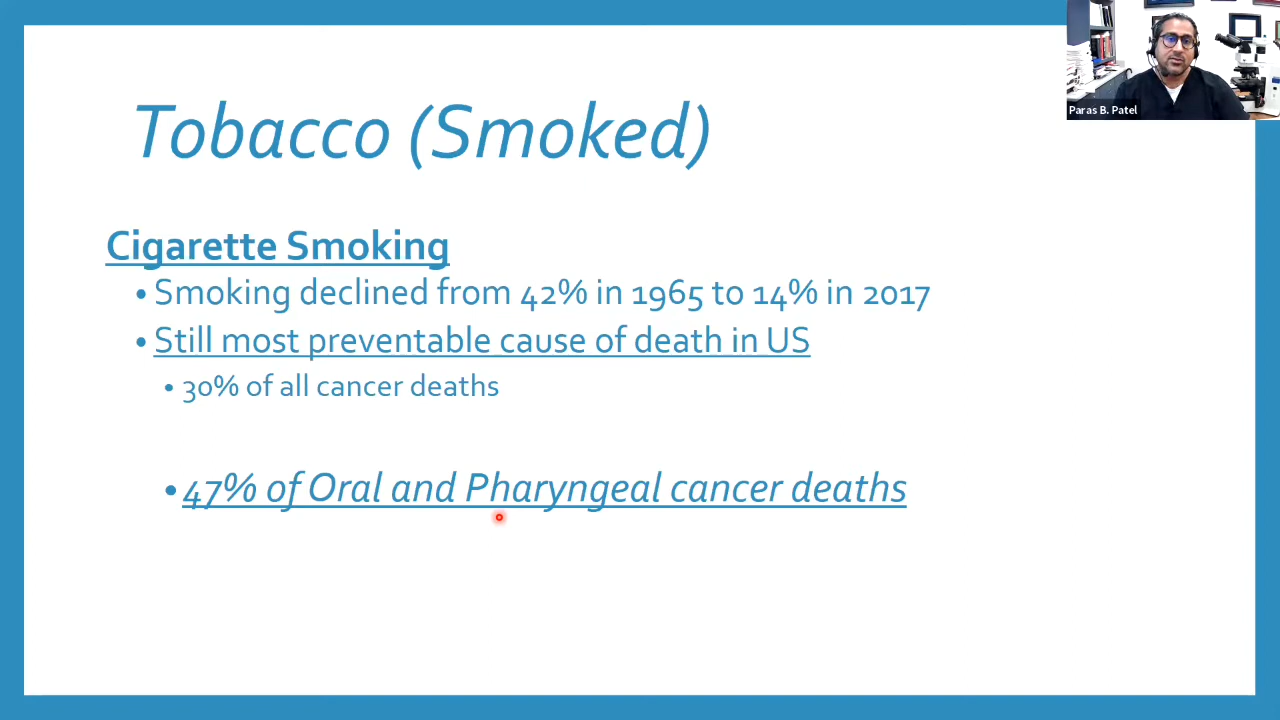 Paras B. Patel
Tobacco (Smoked)
Cigarette Smoking
• Smoking declined from 42% in 1965 to 14% in 2017
• Still most preventable cause of death in US
• 30% of all cancer deaths
• 47% of Oral and Pharyngeal cancer deaths